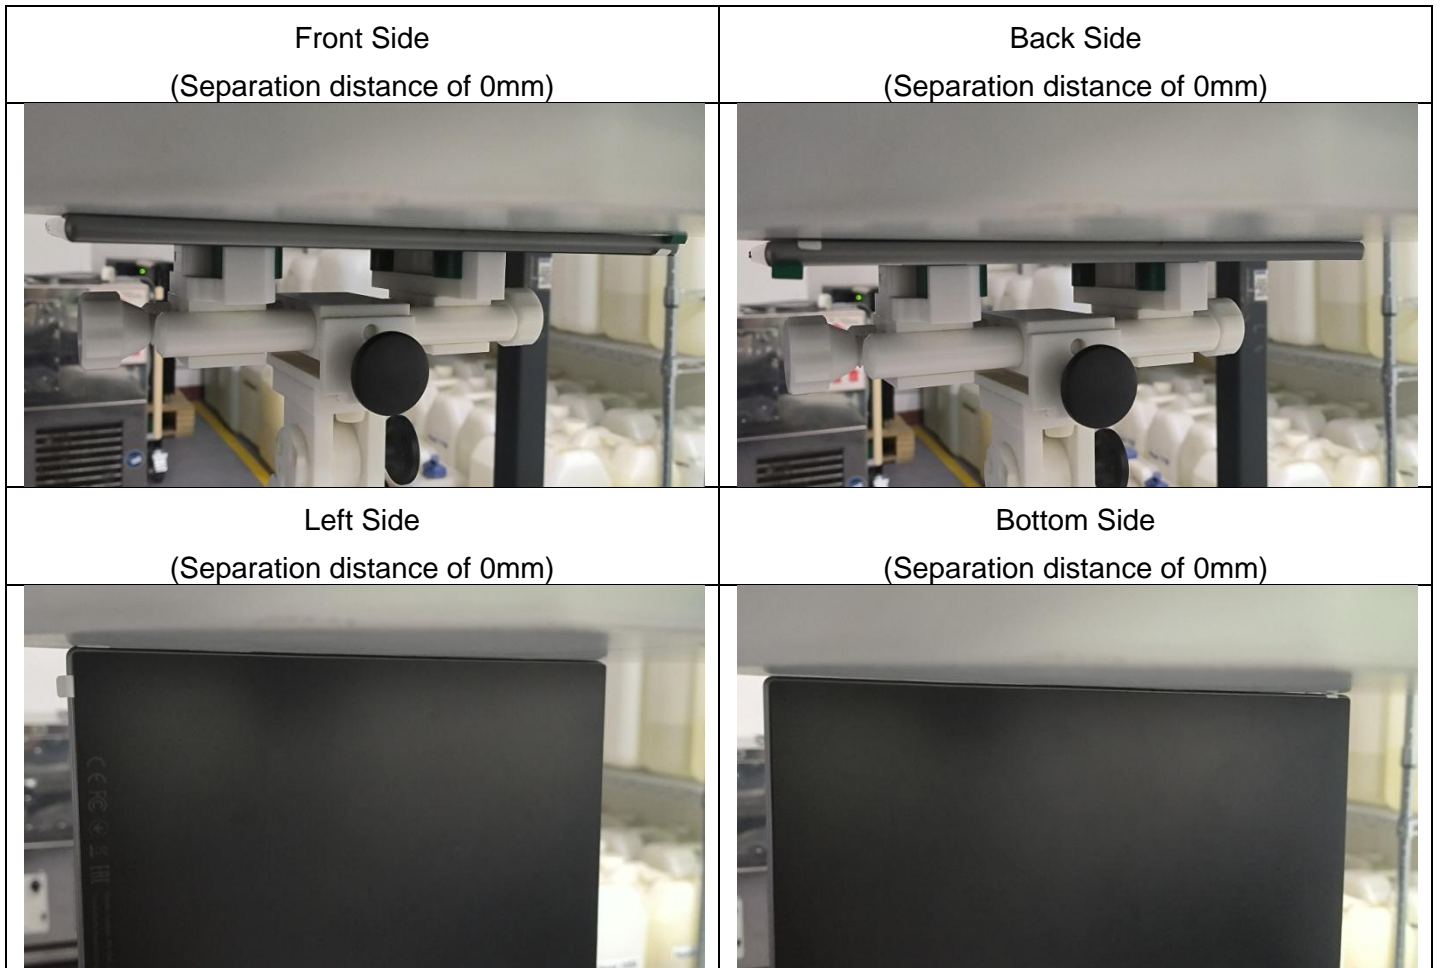 Front Side
(Separation distance of 0mm)
Back Side
(Separation distance of 0mm)
Left Side
(Separation distance of 0mm)
Bottom Side
(Separation distance of 0mm)